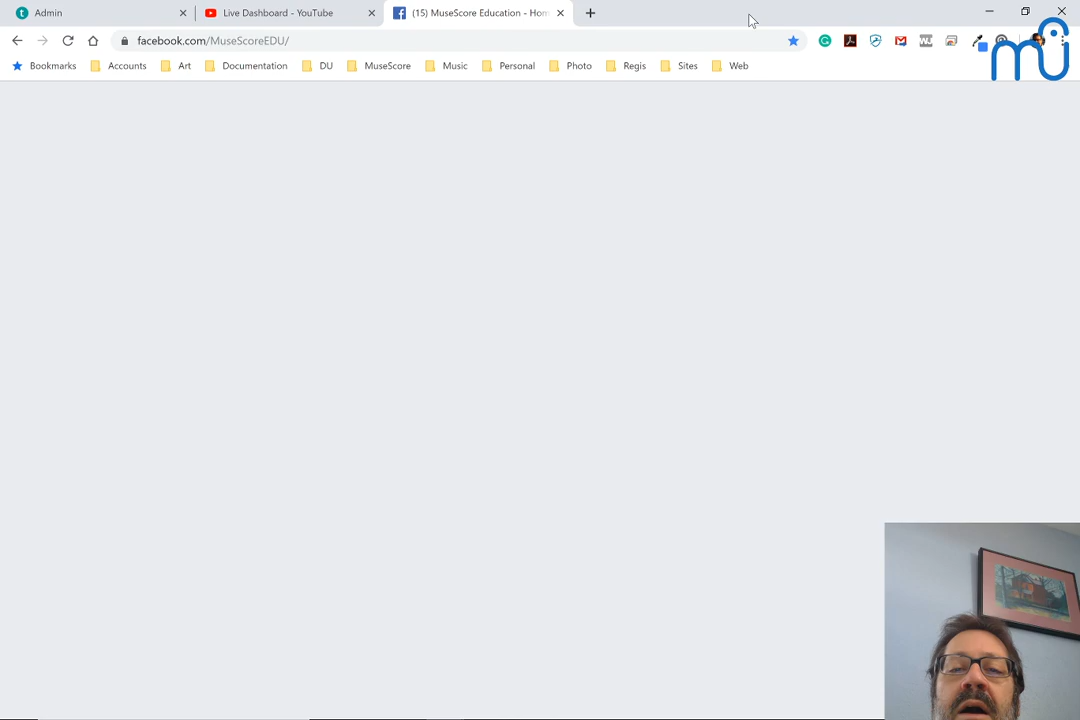 Admin
Live Dashboard - YouTube
(15) MuseScore Education - Hom
facebook.com/MuseScoreEDU/
Bookmarks Accounts Art Documentation DU MuseScore Music Personal Photo Regis Sites Web
mu